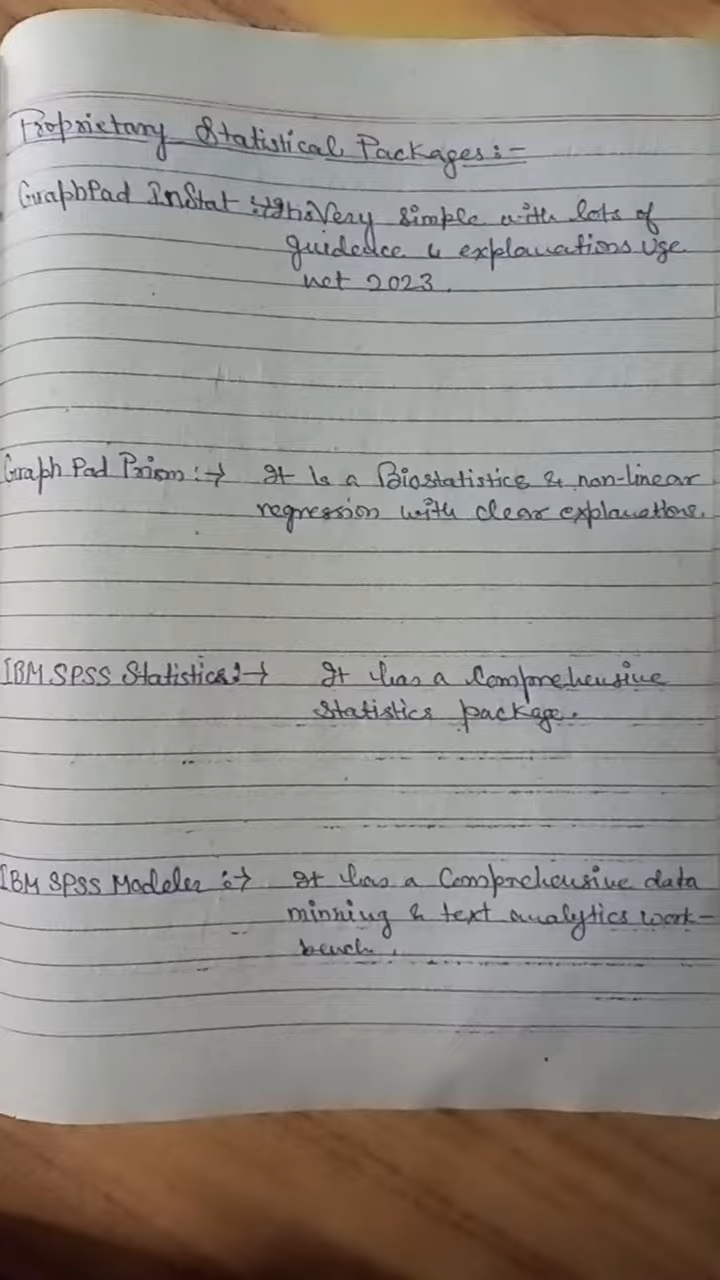 Proprietary Statistical Packages :-
GraphPad InStat :→ It is Very simple with lots of
guidence & explanations Use
net 2023.
Graph Pad Prism :→ It Is a Biostatistics & non-linear
regression with clear explanations.
IBM SPSS Statistics :→ It has a Comprehensive
Statistics package.
IBM SPSS Modeler :→ It has a Comprehensive data
minning & text analytics work-
bench.